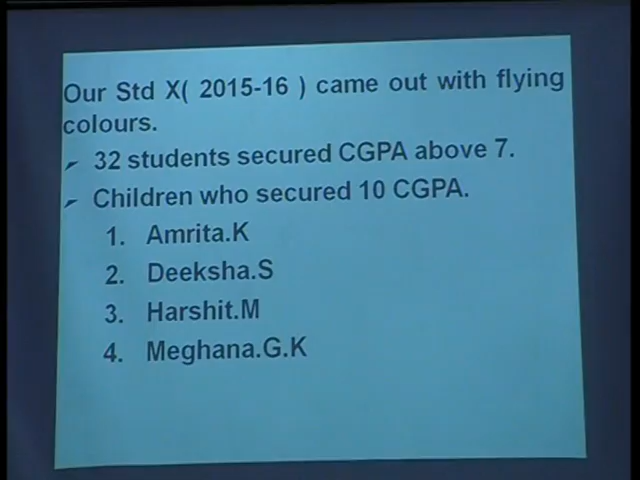 Our Std X( 2015-16 ) came out with flying
colours.
32 students secured CGPA above 7.
Children who secured 10 CGPA.
1. Amrita.K
2. Deeksha.S
3. Harshit.M
4. Meghana.G.K